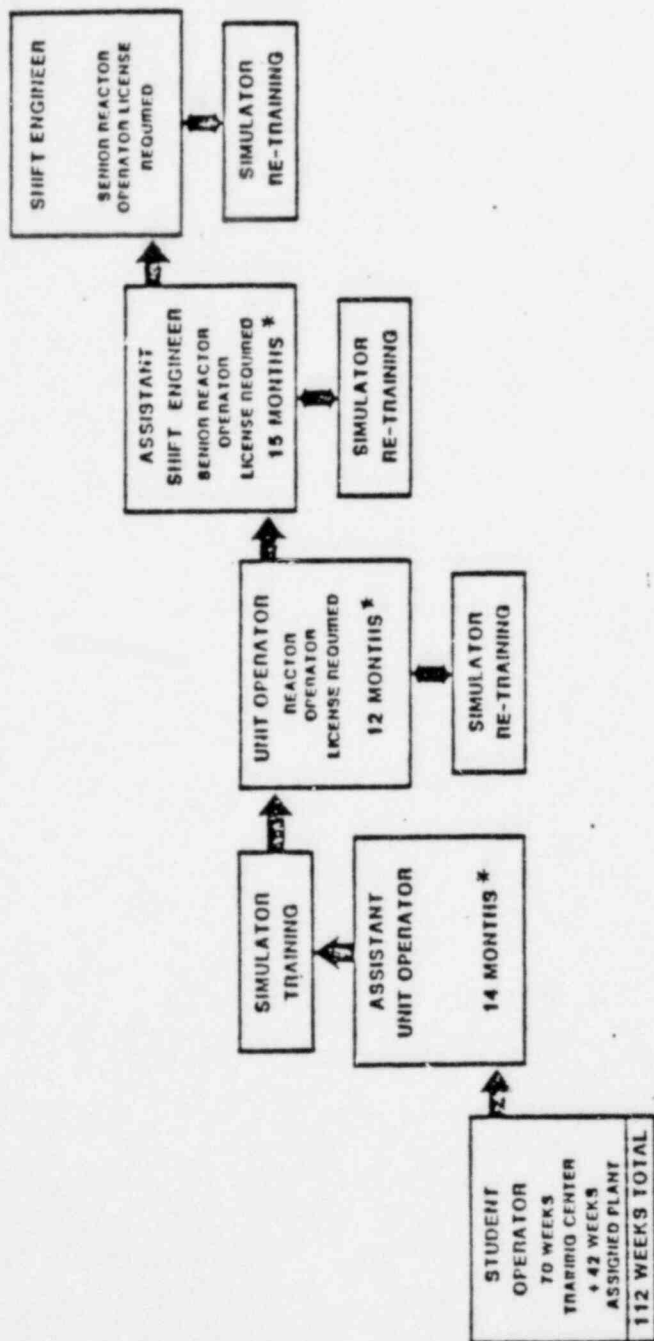 STUDENT
OPERATOR
70 WEEKS
TRAINING CENTER
+ 42 WEEKS
ASSIGNED PLANT
112 WEEKS TOTAL
ASSISTANT
UNIT OPERATOR
14 MONTHS*
SIMULATOR
TRAINING
UNIT OPERATOR
REACTOR
OPERATOR
LICENSE REQUIRED
12 MONTHS*
SIMULATOR
RE-TRAINING
ASSISTANT
SHIFT ENGINEER
SENIOR REACTOR
OPERATOR
LICENSE REQUIRED
15 MONTHS*
SIMULATOR
RE-TRAINING
SHIFT ENGINEER
SENIOR REACTOR
OPERATOR LICENSE
REQUIRED
SIMULATOR
RE-TRAINING